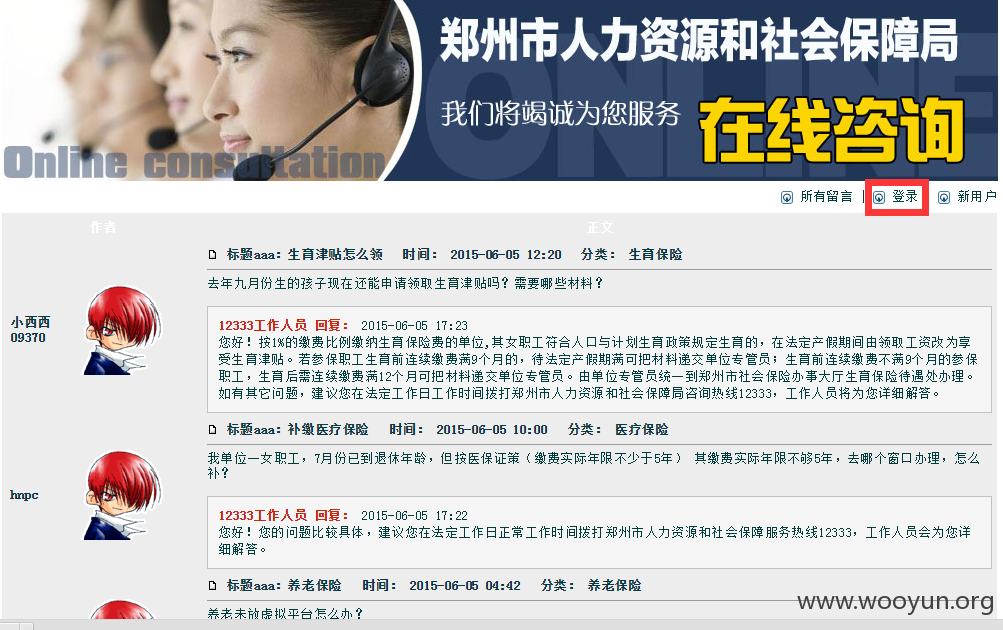 郑州市人力资源和社会保障局
我们将竭诚为您服务 在线咨询
Online consultation
ONLINE
所有留言 | 登录 新用户
作者 正文
标题aaa: 生育津贴怎么领 时间: 2015-06-05 12:20 分类: 生育保险
去年九月份生的孩子现在还能申请领取生育津贴吗？需要哪些材料？
小西西
09370
12333工作人员 回复: 2015-06-05 17:23
您好！按1%的缴费比例缴纳生育保险费的单位,其女职工符合人口与计划生育政策规定生育的，在法定产假期间由领取工资改为享
受生育津贴。若参保职工生育前连续缴费满9个月的，待法定产假期满可把材料递交单位专管员；生育前连续缴费不满9个月的参保
职工，生育后需连续缴费满12个月可把材料递交单位专管员。由单位专管员统一到郑州市社会保险办事大厅生育保险待遇处办理。
如有其它问题，建议您在法定工作日工作时间拨打郑州市人力资源和社会保障局咨询热线12333，工作人员将为您详细解答。
标题aaa: 补缴医疗保险 时间: 2015-06-05 10:00 分类: 医疗保险
我单位一女职工，7月份已到退休年龄，但按医保证策（缴费实际年限不少于5年） 其缴费实际年限不够5年，去哪个窗口办理，怎么
补？
hnpc
12333工作人员 回复: 2015-06-05 17:22
您好！您的问题比较具体，建议您在法定工作日正常工作时间拨打郑州市人力资源和社会保障服务热线12333，工作人员会为您详
细解答。
标题aaa: 养老保险 时间: 2015-06-05 04:42 分类: 养老保险
养老未放虚拟平台怎么办？
www.wooyun.org